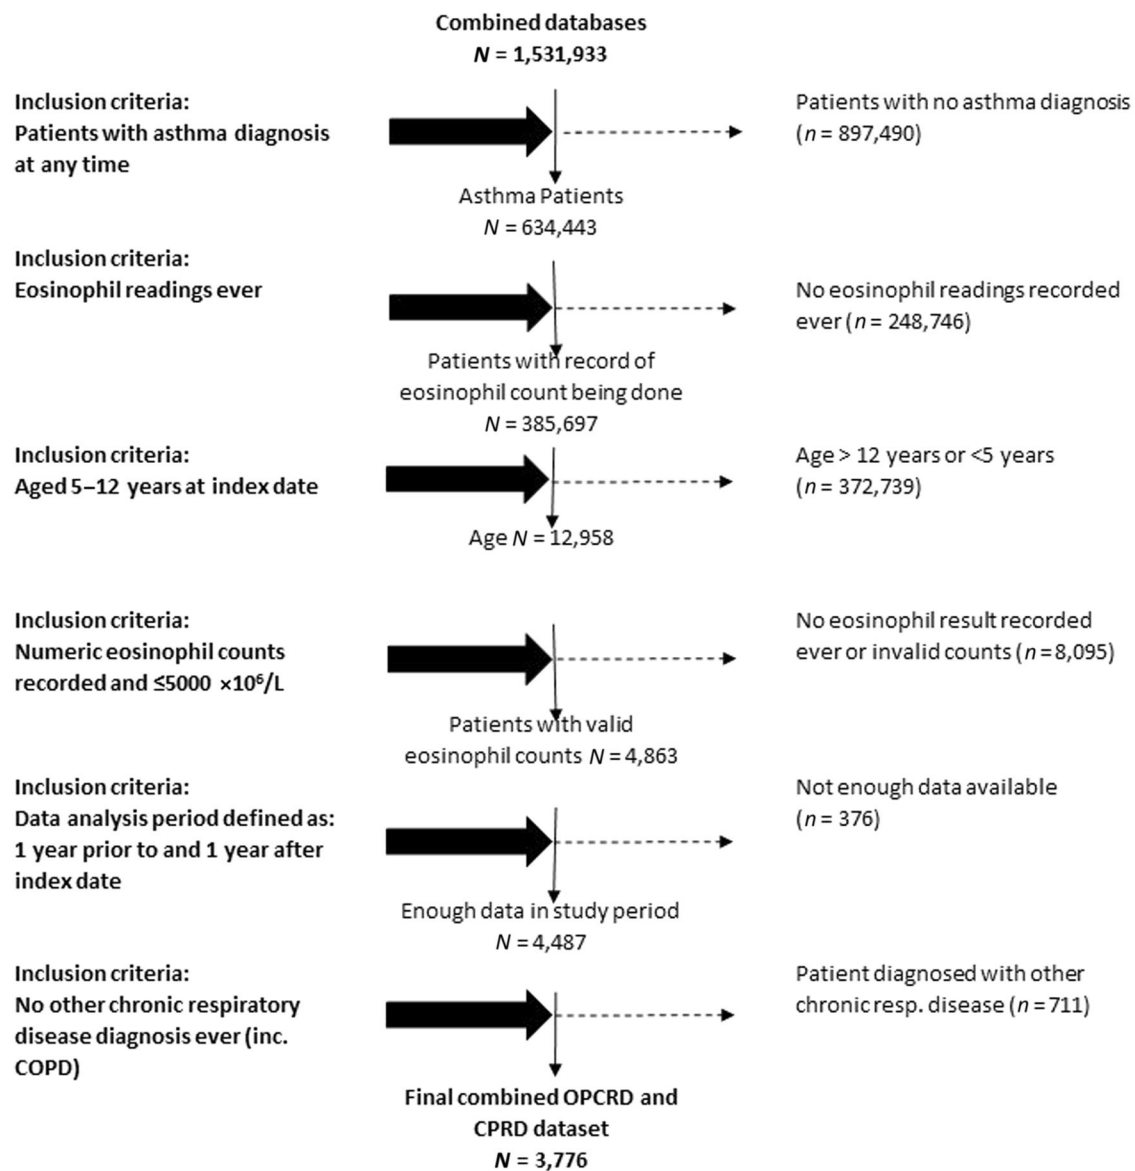 Combined databases
N = 1,531,933
Inclusion criteria:
Patients with asthma diagnosis
at any time
Patients with no asthma diagnosis
(n = 897,490)
Asthma Patients
N = 634,443
Inclusion criteria:
Eosinophil readings ever
No eosinophil readings recorded
ever (n = 248,746)
Patients with record of
eosinophil count being done
N = 385,697
Inclusion criteria:
Aged 5–12 years at index date
Age > 12 years or <5 years
(n = 372,739)
Age N = 12,958
Inclusion criteria:
Numeric eosinophil counts
recorded and ≤5000 ×10⁶/L
No eosinophil result recorded
ever or invalid counts (n = 8,095)
Patients with valid
eosinophil counts N = 4,863
Inclusion criteria:
Data analysis period defined as:
1 year prior to and 1 year after
index date
Not enough data available
(n = 376)
Enough data in study period
N = 4,487
Inclusion criteria:
No other chronic respiratory
disease diagnosis ever (inc.
COPD)
Patient diagnosed with other
chronic resp. disease (n = 711)
Final combined OPCRD and
CPRD dataset
N = 3,776